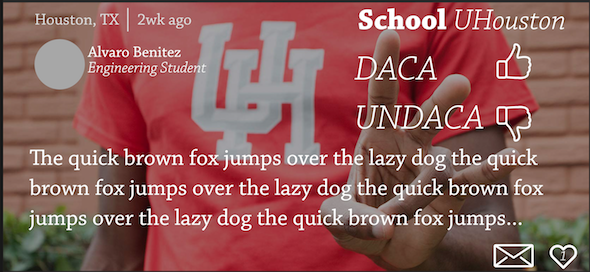 Houston, TX | 2wk ago
School UHouston
Alvaro Benitez
Engineering Student
DACA
UNDACA
UH
The quick brown fox jumps over the lazy dog the quick
brown fox jumps over the lazy dog the quick brown fox
jumps over the lazy dog the quick brown fox jumps...
1